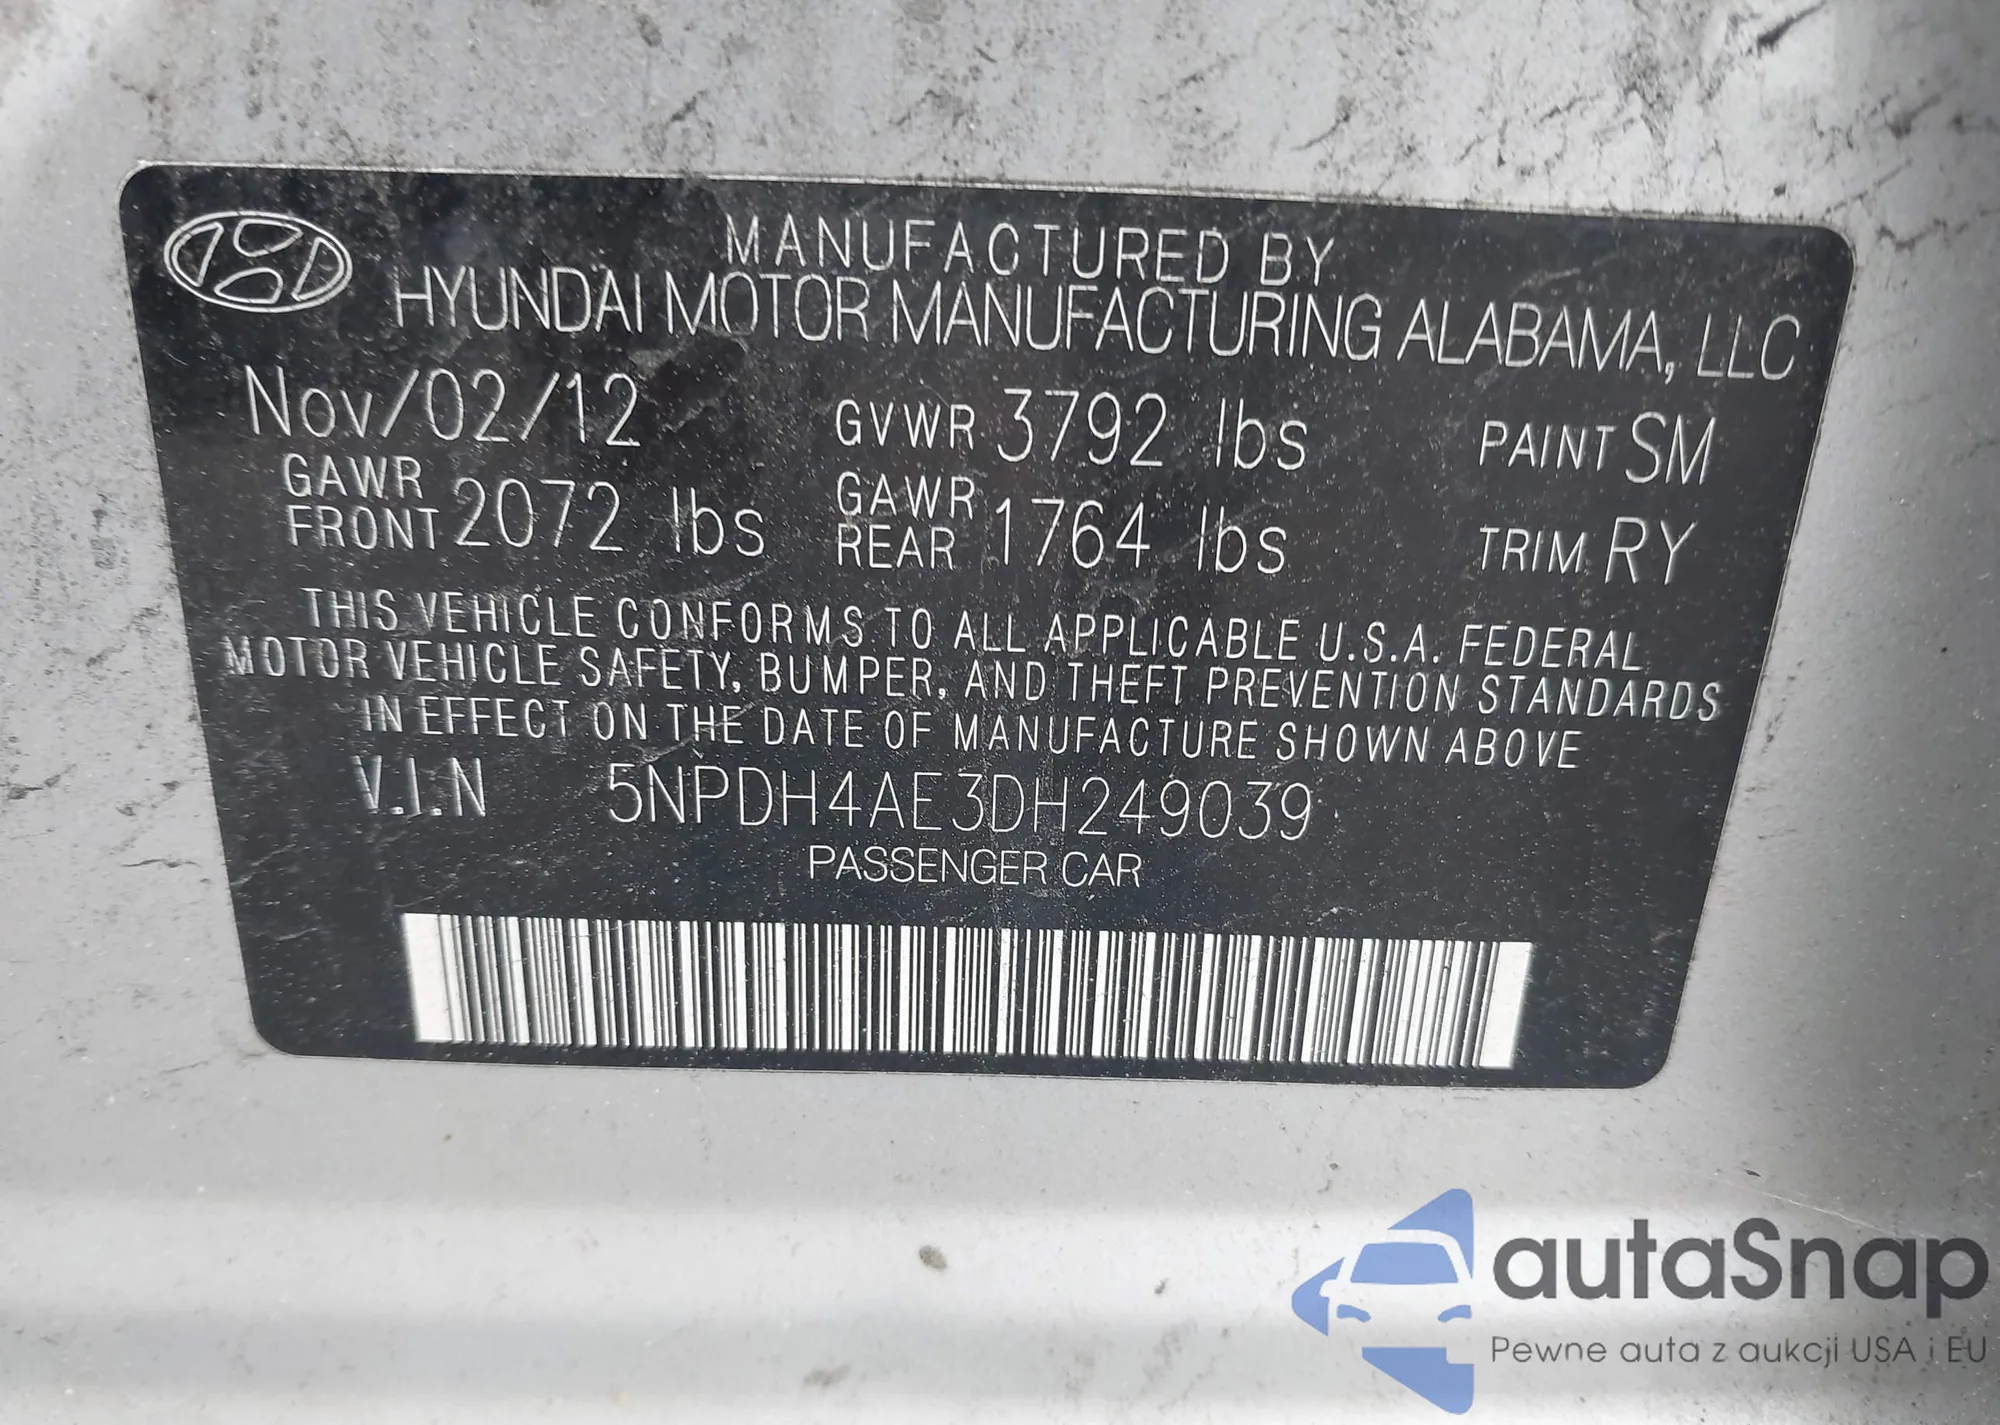 MANUFACTURED BY
HYUNDAI MOTOR MANUFACTURING ALABAMA, LLC
Nov/02/12 GVWR 3792 lbs PAINT SM
GAWR FRONT 2072 lbs GAWR REAR 1764 lbs TRIM RY
THIS VEHICLE CONFORMS TO ALL APPLICABLE U.S.A. FEDERAL
MOTOR VEHICLE SAFETY, BUMPER, AND THEFT PREVENTION STANDARDS
IN EFFECT ON THE DATE OF MANUFACTURE SHOWN ABOVE
V.I.N 5NPDH4AE3DH249039
PASSENGER CAR
autaSnap
Pewne auta z aukcji USA i EU